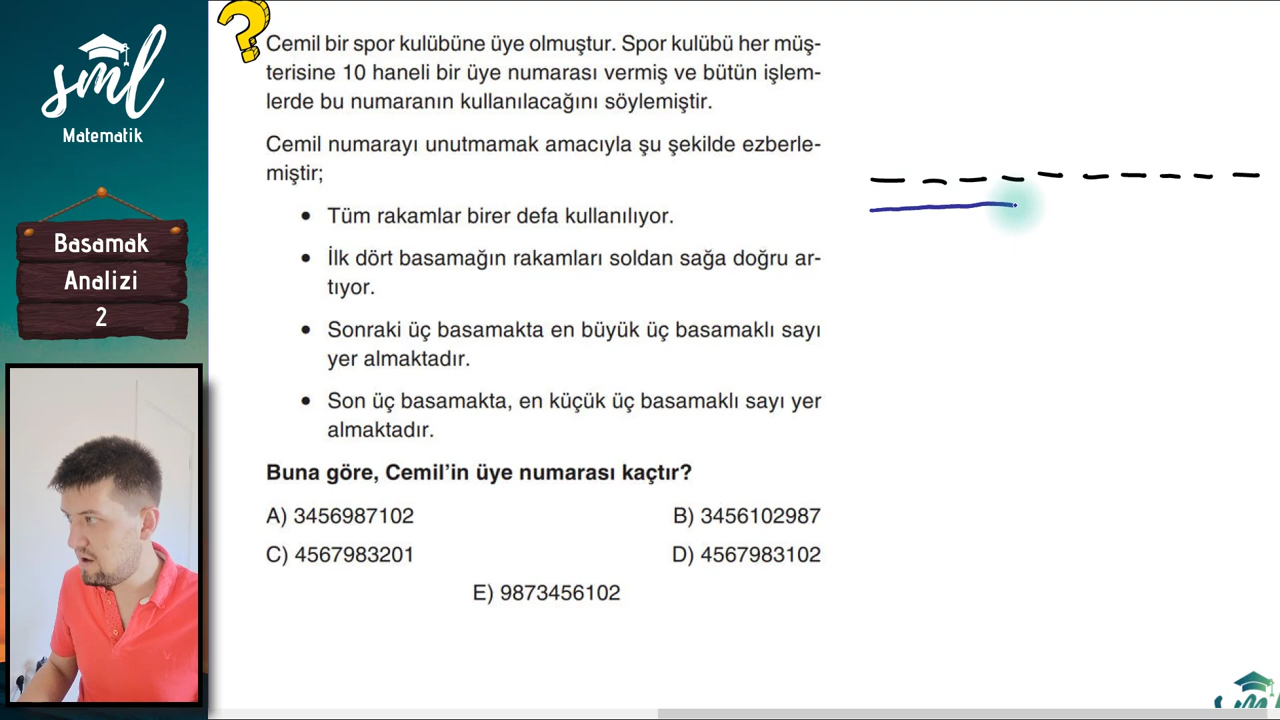 sml
Matematik
Basamak
Analizi
2
Cemil bir spor kulübüne üye olmuştur. Spor kulübü her müş-
terisine 10 haneli bir üye numarası vermiş ve bütün işlem-
lerde bu numaranın kullanılacağını söylemiştir.
Cemil numarayı unutmamak amacıyla şu şekilde ezberle-
miştir;
• Tüm rakamlar birer defa kullanılıyor.
• İlk dört basamağın rakamları soldan sağa doğru ar-
tıyor.
• Sonraki üç basamakta en büyük üç basamaklı sayı
yer almaktadır.
• Son üç basamakta, en küçük üç basamaklı sayı yer
almaktadır.
Buna göre, Cemil'in üye numarası kaçtır?
A) 3456987102 B) 3456102987
C) 4567983201 D) 4567983102
E) 9873456102